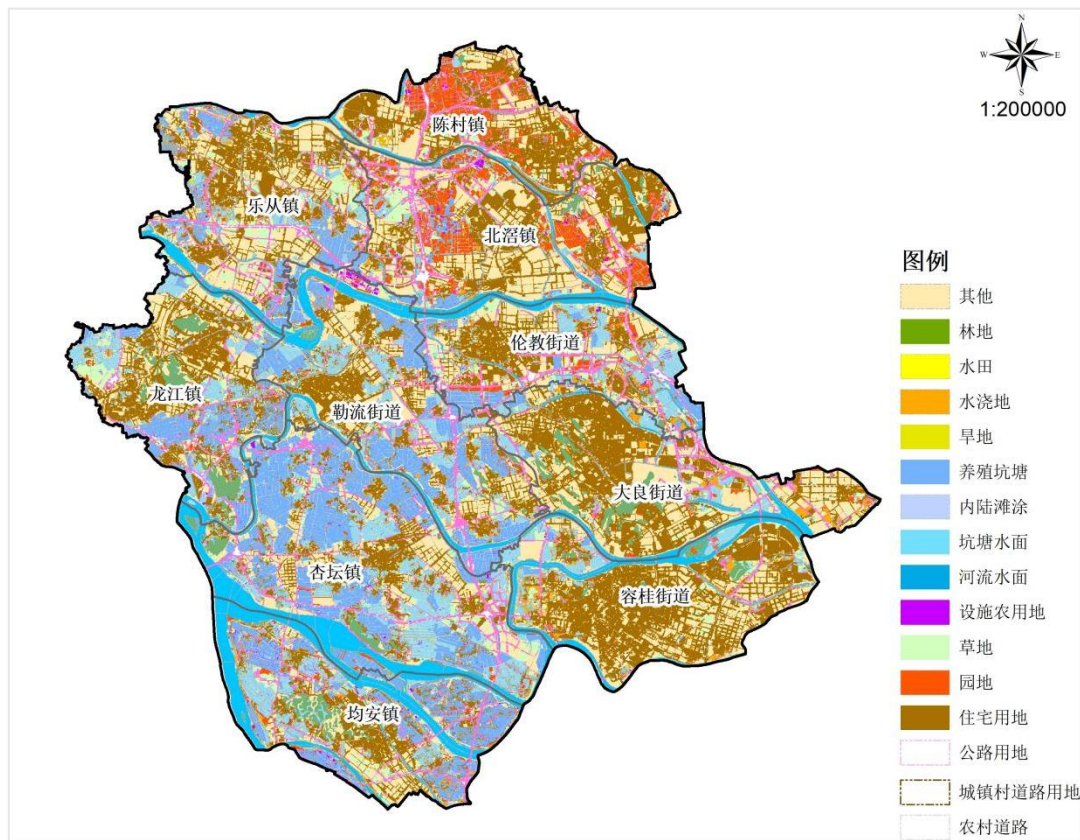 N
W
E
S
1:200000
陈村镇
乐从镇
北滘镇
伦教街道
龙江镇
勒流街道
大良街道
杏坛镇
容桂街道
均安镇
图例
其他
林地
水田
水浇地
旱地
养殖坑塘
内陆滩涂
坑塘水面
河流水面
设施农用地
草地
园地
住宅用地
公路用地
城镇村道路用地
农村道路